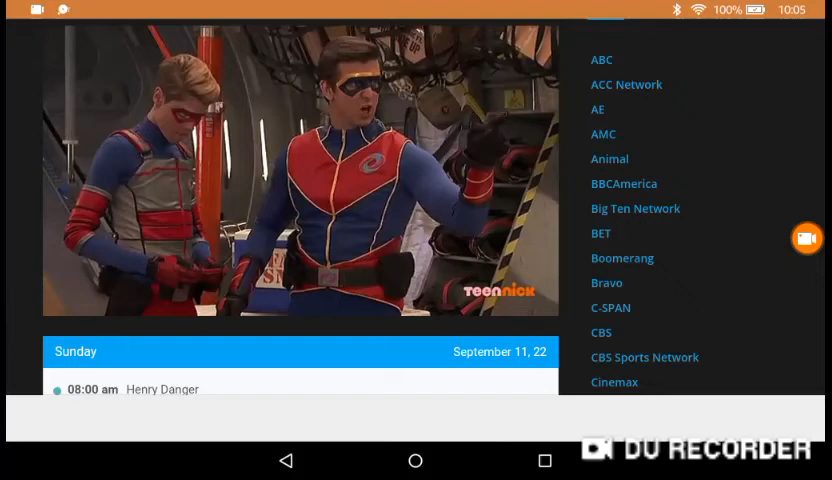 100% 10:05
ABC
ACC Network
AE
AMC
Animal
BBCAmerica
Big Ten Network
BET
Boomerang
Bravo
C-SPAN
CBS
CBS Sports Network
Cinemax
TEENNICK
Sunday September 11, 22
08:00 am Henry Danger
DU RECORDER